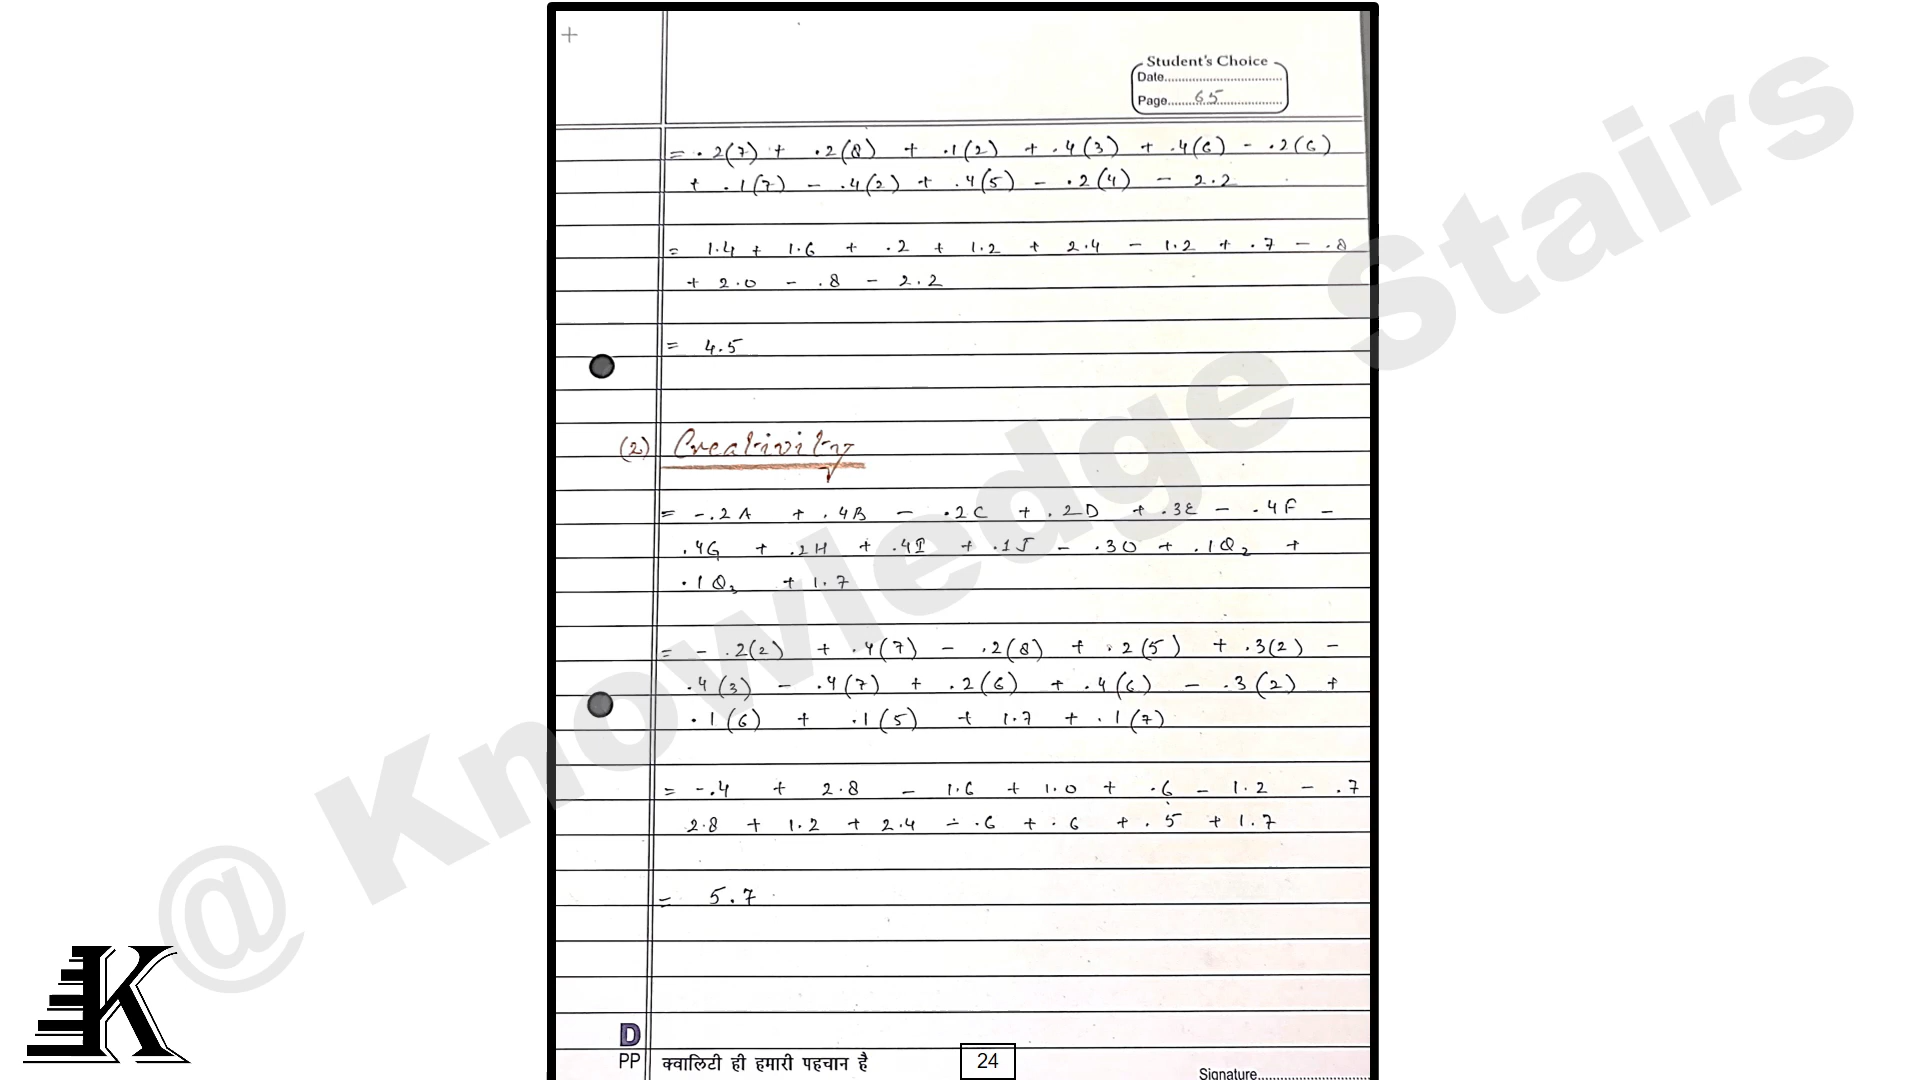 Student's Choice
Date
Page 65
= .2(7) + .2(8) + .1(2) + .4(3) + .4(6) - .2(6)
+ .1(7) - .4(2) + .4(5) - .2(4) - 2.2
= 1.4 + 1.6 + .2 + 1.2 + 2.4 - 1.2 + .7 - .8
+ 2.0 - .8 - 2.2
= 4.5
(2) Creativity
= -.2A + .4B - .2C + .2D + .3E - .4F -
.4G + .2H + .4I + .1J - .3O + .1Q₂ +
.1Q₃ + 1.7
= - .2(2) + .4(7) - .2(8) + .2(5) + .3(2) -
.4(3) - .4(7) + .2(6) + .4(6) - .3(2) +
.1(6) + .1(5) + 1.7 + .1(7)
= -.4 + 2.8 - 1.6 + 1.0 + .6 - 1.2 - .7
2.8 + 1.2 + 2.4 - .6 + .6 + .5 + 1.7
= 5.7
D
PP क्वालिटी ही हमारी पहचान है
24
Signature
@ Knowledge Stairs
K